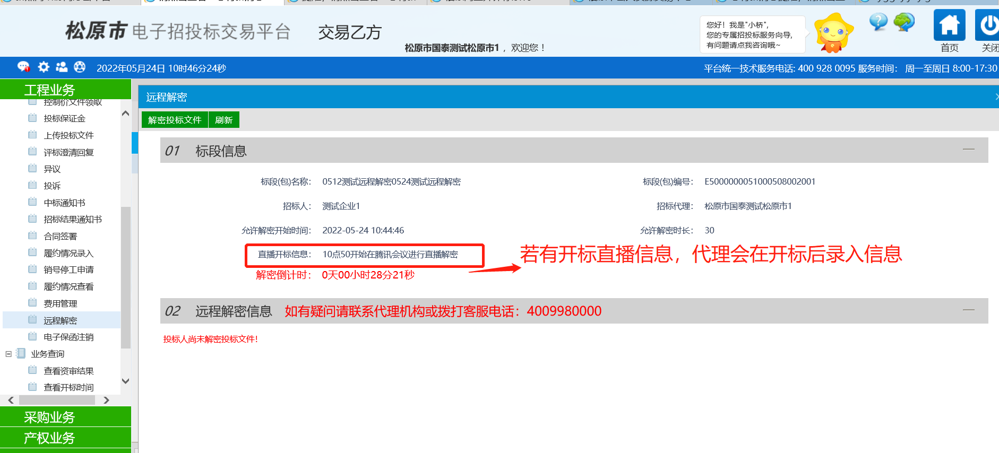 松原市 电子招投标交易平台 交易乙方
松原市国泰测试松原市1 ，欢迎您！
您好！我是"小桥",
您的专属招投标服务向导,
有问题请点我咨询哦~
首页
关闭
2022年05月24日 10时46分24秒
平台统一技术服务电话: 400 928 0095 服务时间： 周一至周日 8:00-17:30
工程业务
控制价文件领取
投标保证金
上传投标文件
评标澄清回复
异议
投诉
中标通知书
招标结果通知书
合同签署
履约情况录入
销号停工申请
履约情况查看
费用管理
远程解密
电子保函注销
业务查询
查看资审结果
查看开标时间
采购业务
产权业务
远程解密
解密投标文件 刷新
01 标段信息
标段(包)名称： 0512测试远程解密0524测试远程解密
标段(包)编号： E5000000051000508002001
招标人： 测试企业1
招标代理： 松原市国泰测试松原市1
允许解密开始时间： 2022-05-24 10:44:46
允许解密时长： 30
直播开标信息： 10点50开始在腾讯会议进行直播解密
若有开标直播信息，代理会在开标后录入信息
解密倒计时： 0天00小时28分21秒
02 远程解密信息 如有疑问请联系代理机构或拨打客服电话：4009980000
投标人尚未解密投标文件！